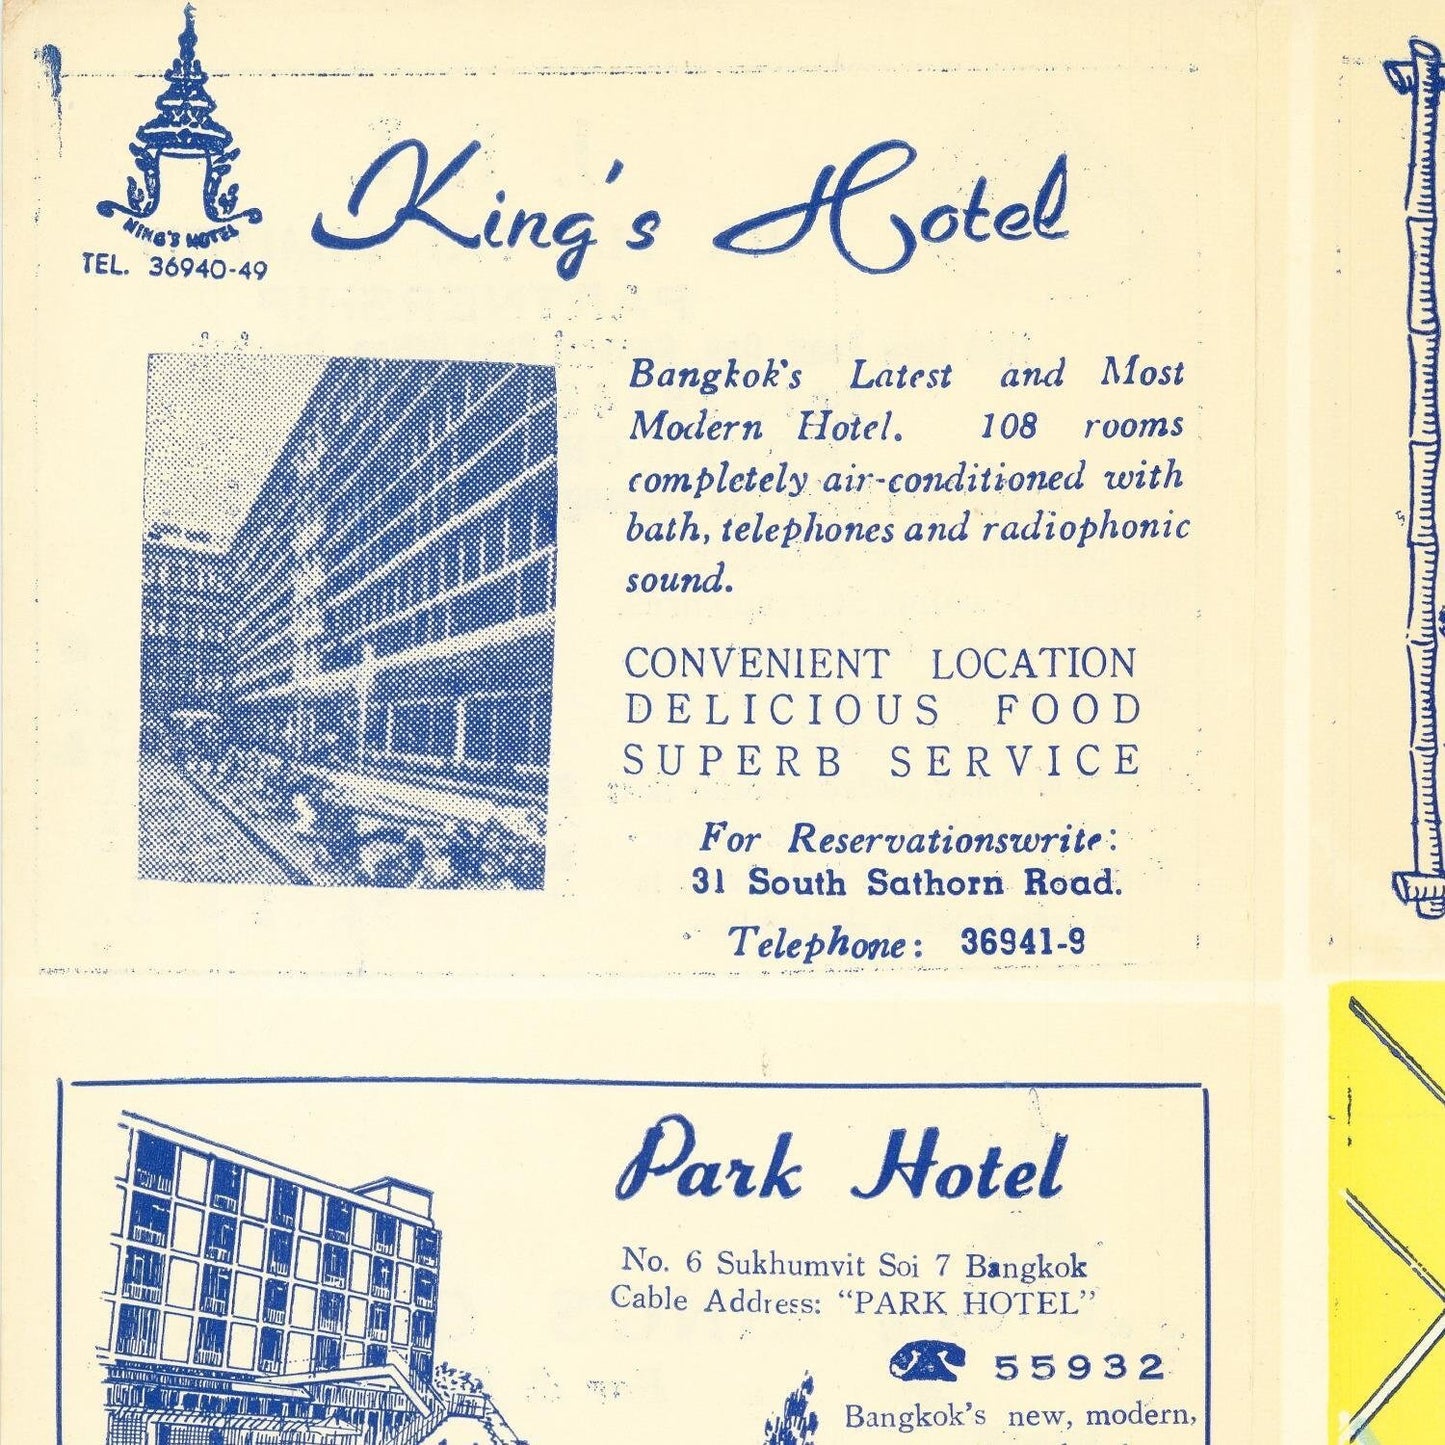 KING'S HOTEL
TEL. 36940-49
King's Hotel
Bangkok's Latest and Most
Modern Hotel. 108 rooms
completely air-conditioned with
bath, telephones and radiophonic
sound.
CONVENIENT LOCATION
DELICIOUS FOOD
SUPERB SERVICE
For Reservationswrite:
31 South Sathorn Road.
Telephone: 36941-9
Park Hotel
No. 6 Sukhumvit Soi 7 Bangkok
Cable Address: “PARK HOTEL”
55932
Bangkok's new, modern,